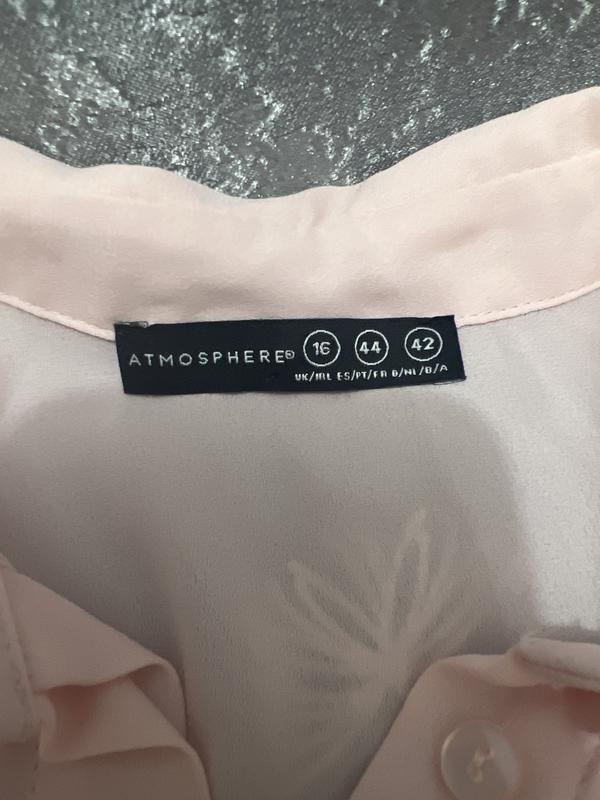 ATMOSPHERE® 16 44 42
UK/IRL ES/PT/FR D/NL/B/A